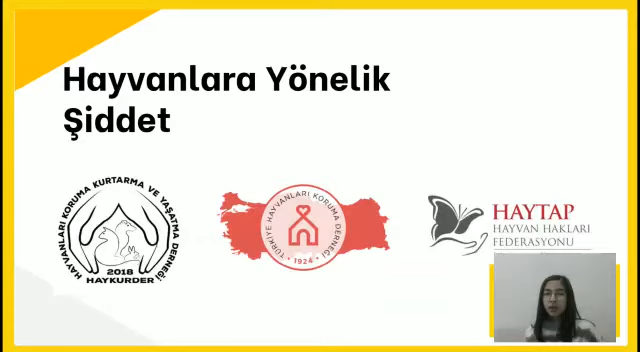 Hayvanlara Yönelik
Şiddet
HAYVANLARI KORUMA KURTARMA VE YAŞATMA DERNEĞİ
2018
HAYKURDER
TÜRKİYE HAYVANLARI KORUMA DERNEĞİ
• 1924 •
HAYTAP
HAYVAN HAKLARI
FEDERASYONU